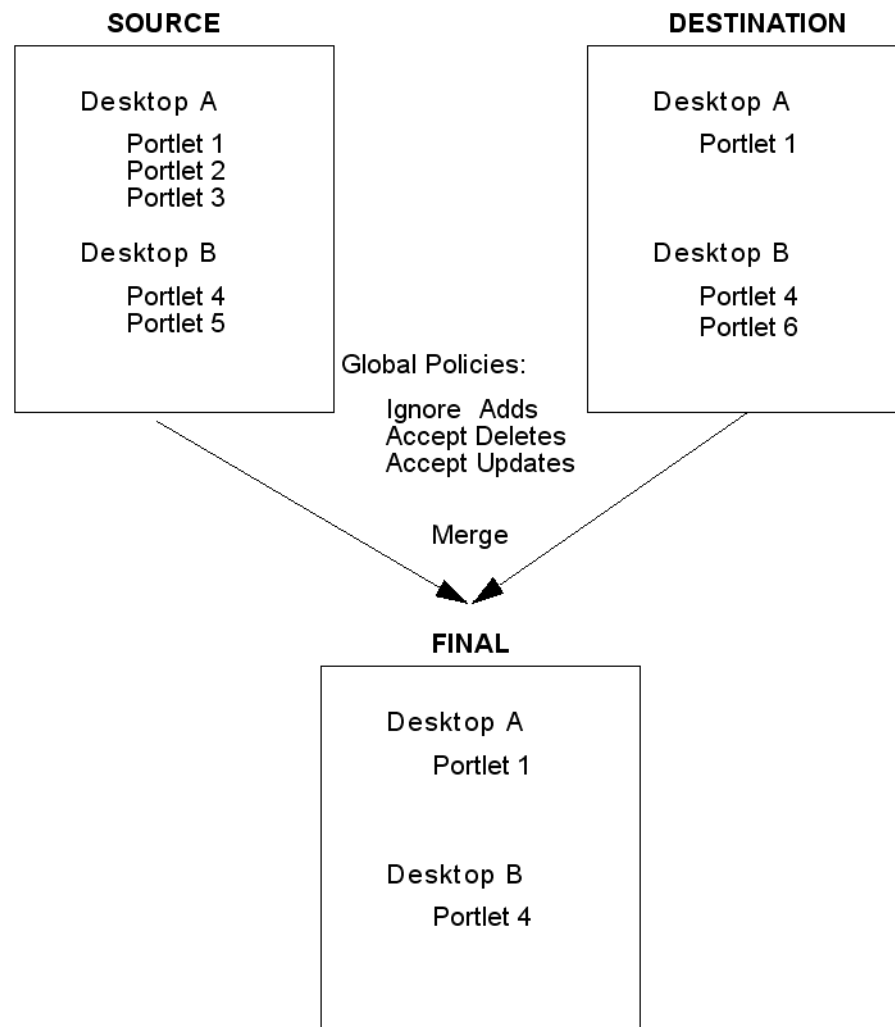 SOURCE
Desktop A
Portlet 1
Portlet 2
Portlet 3
Desktop B
Portlet 4
Portlet 5
DESTINATION
Desktop A
Portlet 1
Desktop B
Portlet 4
Portlet 6
Global Policies:
Ignore Adds
Accept Deletes
Accept Updates
Merge
FINAL
Desktop A
Portlet 1
Desktop B
Portlet 4